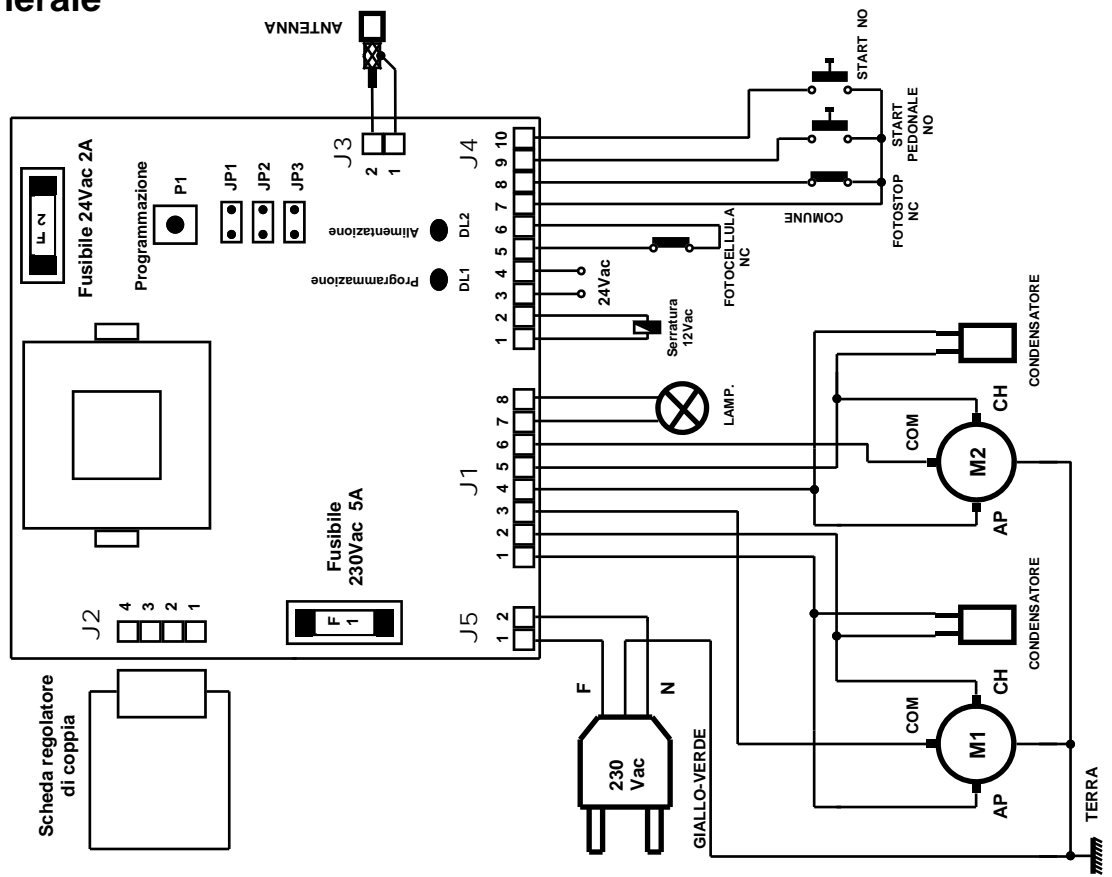 nerale
ANTENNA
J3
2
1
Fusibile 24Vac 2A
F 2
Programmazione
P1
JP1
JP2
JP3
Alimentazione
DL2
Programmazione
DL1
J4
10
9
8
7
6
5
4
3
2
1
START NO
START
PEDONALE
NO
FOTOSTOP
NC
COMUNE
FOTOCELLULA
NC
24Vac
Serratura
12Vac
J1
8
7
6
5
4
3
2
1
LAMP.
CONDENSATORE
COM
CH
M2
AP
CONDENSATORE
COM
CH
M1
AP
TERRA
Fusibile
230Vac 5A
F 1
J2
4
3
2
1
J5
2
1
Scheda regolatore
di coppia
F
N
230
Vac
GIALLO-VERDE